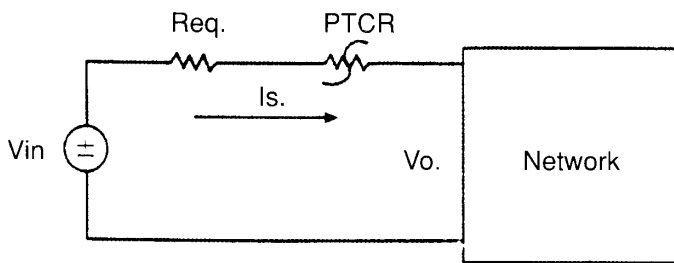 Req.
PTCR
Is.
Vin
±
Vo.
Network